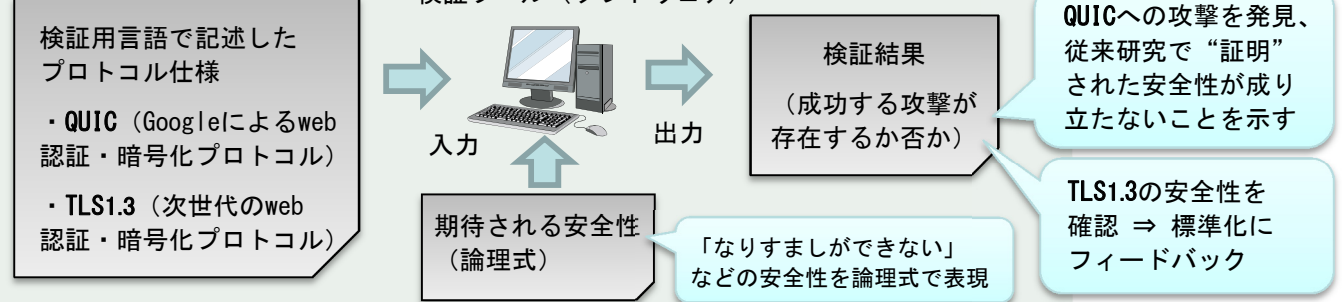 検証用言語で記述した
プロトコル仕様
・QUIC（Googleによるweb
認証・暗号化プロトコル）
・TLS1.3（次世代のweb
認証・暗号化プロトコル）
入力
出力
期待される安全性
（論理式）
「なりすましができない」
などの安全性を論理式で表現
検証結果
（成功する攻撃が
存在するか否か）
QUICへの攻撃を発見、
従来研究で“証明”
された安全性が成り
立たないことを示す
TLS1.3の安全性を
確認 ⇒ 標準化に
フィードバック